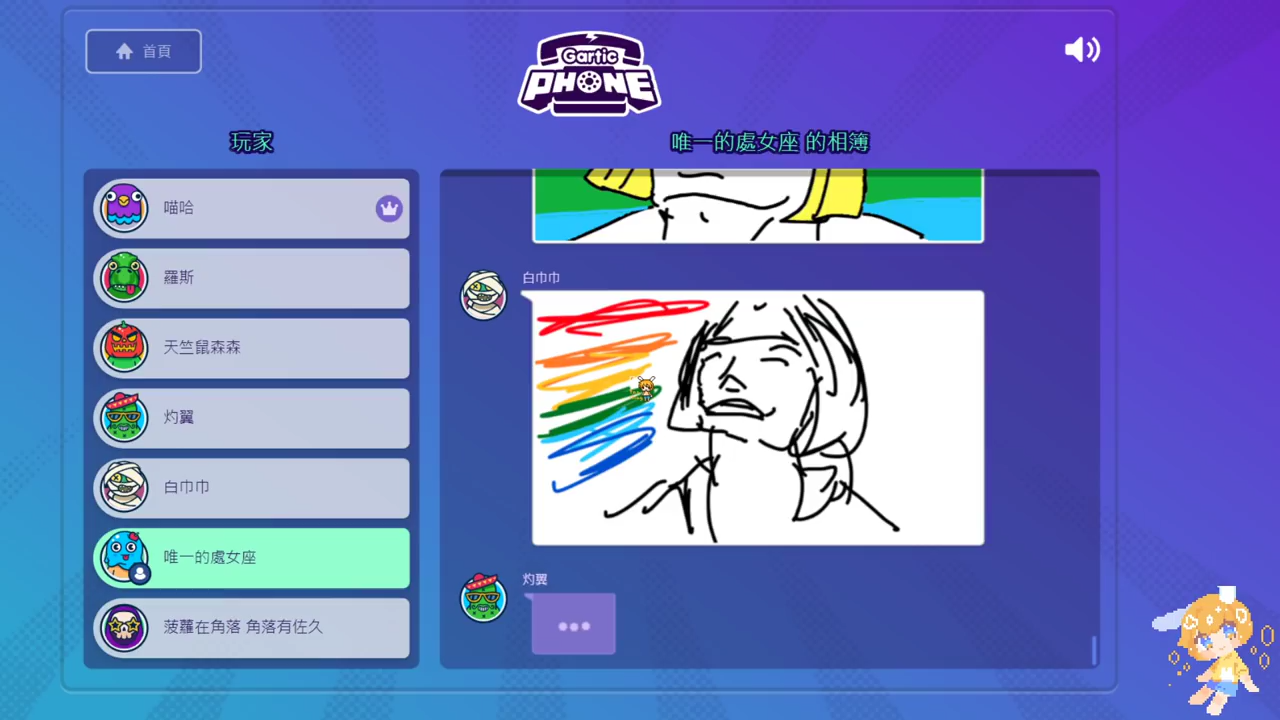 首頁
Gartic
PHONE
玩家
唯一的處女座 的相簿
喵哈
羅斯
天竺鼠森森
灼翼
白巾巾
唯一的處女座
菠蘿在角落 角落有佐久
白巾巾
灼翼